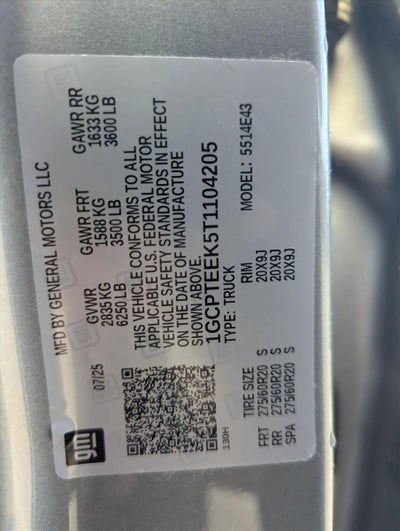 gm
MFD BY GENERAL MOTORS LLC
07/25
GVWR GAWR FRT GAWR RR
2835 KG 1588 KG 1633 KG
6250 LB 3500 LB 3600 LB
THIS VEHICLE CONFORMS TO ALL
APPLICABLE U.S. FEDERAL MOTOR
VEHICLE SAFETY STANDARDS IN EFFECT
ON THE DATE OF MANUFACTURE
SHOWN ABOVE.
1GCPTEEK5T1104205
TYPE: TRUCK MODEL: 5514E43
130H
TIRE SIZE RIM
FRT 275/60R20 S 20X9J
RR 275/60R20 S 20X9J
SPA 275/60R20 S 20X9J